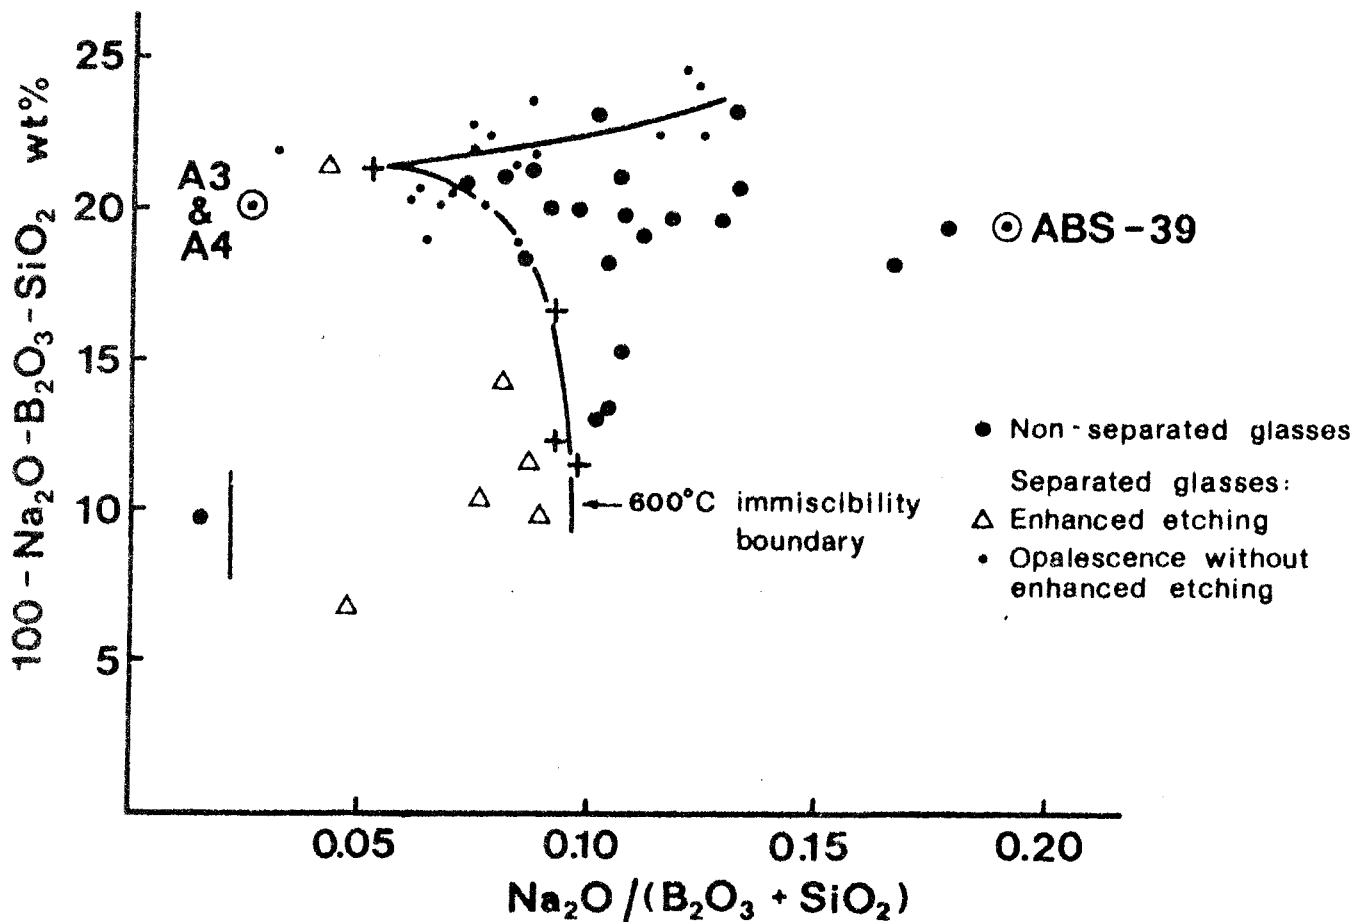 100-Na₂O-B₂O₃-SiO₂ wt%
25
20
15
10
5
A3
&
A4
ABS-39
● Non-separated glasses
Separated glasses:
△ Enhanced etching
• Opalescence without
enhanced etching
600°C immiscibility
boundary
0.05 0.10 0.15 0.20
Na₂O/(B₂O₃ + SiO₂)